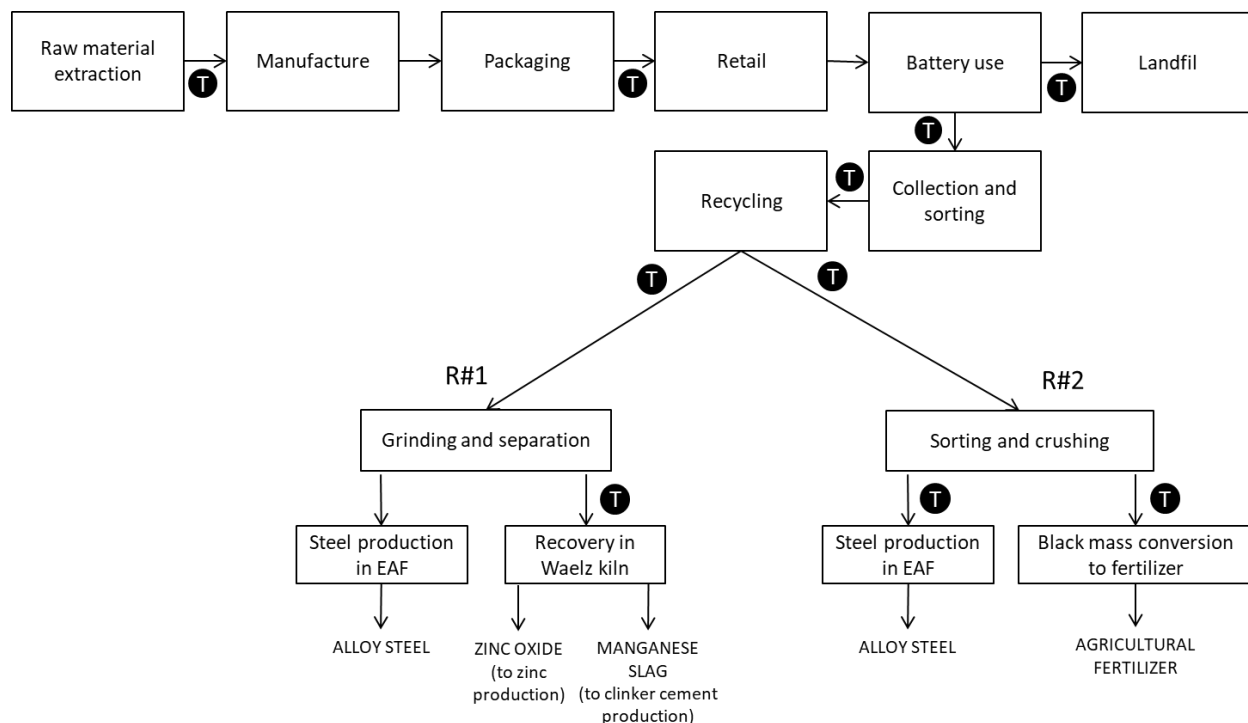 Raw material
extraction
T
Manufacture
Packaging
T
Retail
Battery use
T
Landfil
T
Collection and
sorting
T
Recycling
T
T
R#1
R#2
Grinding and separation
Sorting and crushing
T
T
T
Steel production
in EAF
Recovery in
Waelz kiln
Steel production
in EAF
Black mass conversion
to fertilizer
ALLOY STEEL
ZINC OXIDE
(to zinc
production)
MANGANESE
SLAG
(to clinker cement
production)
ALLOY STEEL
AGRICULTURAL
FERTILIZER